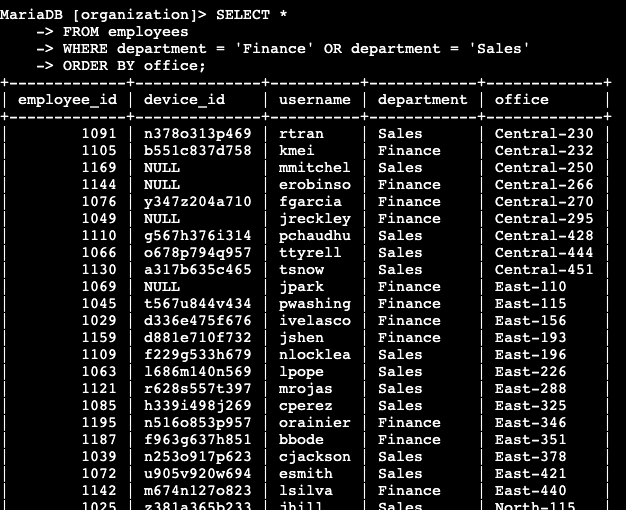 MariaDB [organization]> SELECT *
    -> FROM employees
    -> WHERE department = 'Finance' OR department = 'Sales'
    -> ORDER BY office;
+-------------+--------------+----------+------------+-------------+
| employee_id | device_id    | username | department | office      |
+-------------+--------------+----------+------------+-------------+
|        1091 | n378o313p469 | rtran    | Sales      | Central-230 |
|        1105 | b551c837d758 | kmei     | Finance    | Central-232 |
|        1169 | NULL         | mmitchel | Sales      | Central-250 |
|        1144 | NULL         | erobinso | Finance    | Central-266 |
|        1076 | y347z204a710 | fgarcia  | Finance    | Central-270 |
|        1049 | NULL         | jreckley | Finance    | Central-295 |
|        1110 | g567h376i314 | pchaudhu | Sales      | Central-428 |
|        1066 | o678p794q957 | ttyrell  | Sales      | Central-444 |
|        1130 | a317b635c465 | tsnow    | Sales      | Central-451 |
|        1069 | NULL         | jpark    | Finance    | East-110    |
|        1045 | t567u844v434 | pwashing | Finance    | East-115    |
|        1029 | d336e475f676 | ivelasco | Finance    | East-156    |
|        1159 | d881e710f732 | jshen    | Finance    | East-193    |
|        1109 | f229g533h679 | nlocklea | Sales      | East-196    |
|        1063 | l686m140n569 | lpope    | Sales      | East-226    |
|        1121 | r628s557t397 | mrojas   | Sales      | East-288    |
|        1085 | h339i498j269 | cperez   | Sales      | East-325    |
|        1195 | n516o853p957 | orainier | Finance    | East-346    |
|        1187 | f963g637h851 | bbode    | Finance    | East-351    |
|        1039 | n253o917p623 | cjackson | Sales      | East-378    |
|        1072 | u905v920w694 | esmith   | Sales      | East-421    |
|        1142 | m674n127o823 | lsilva   | Finance    | East-440    |
|        1025 | z381a365b233 | jhill    | Sales      | North-115   |